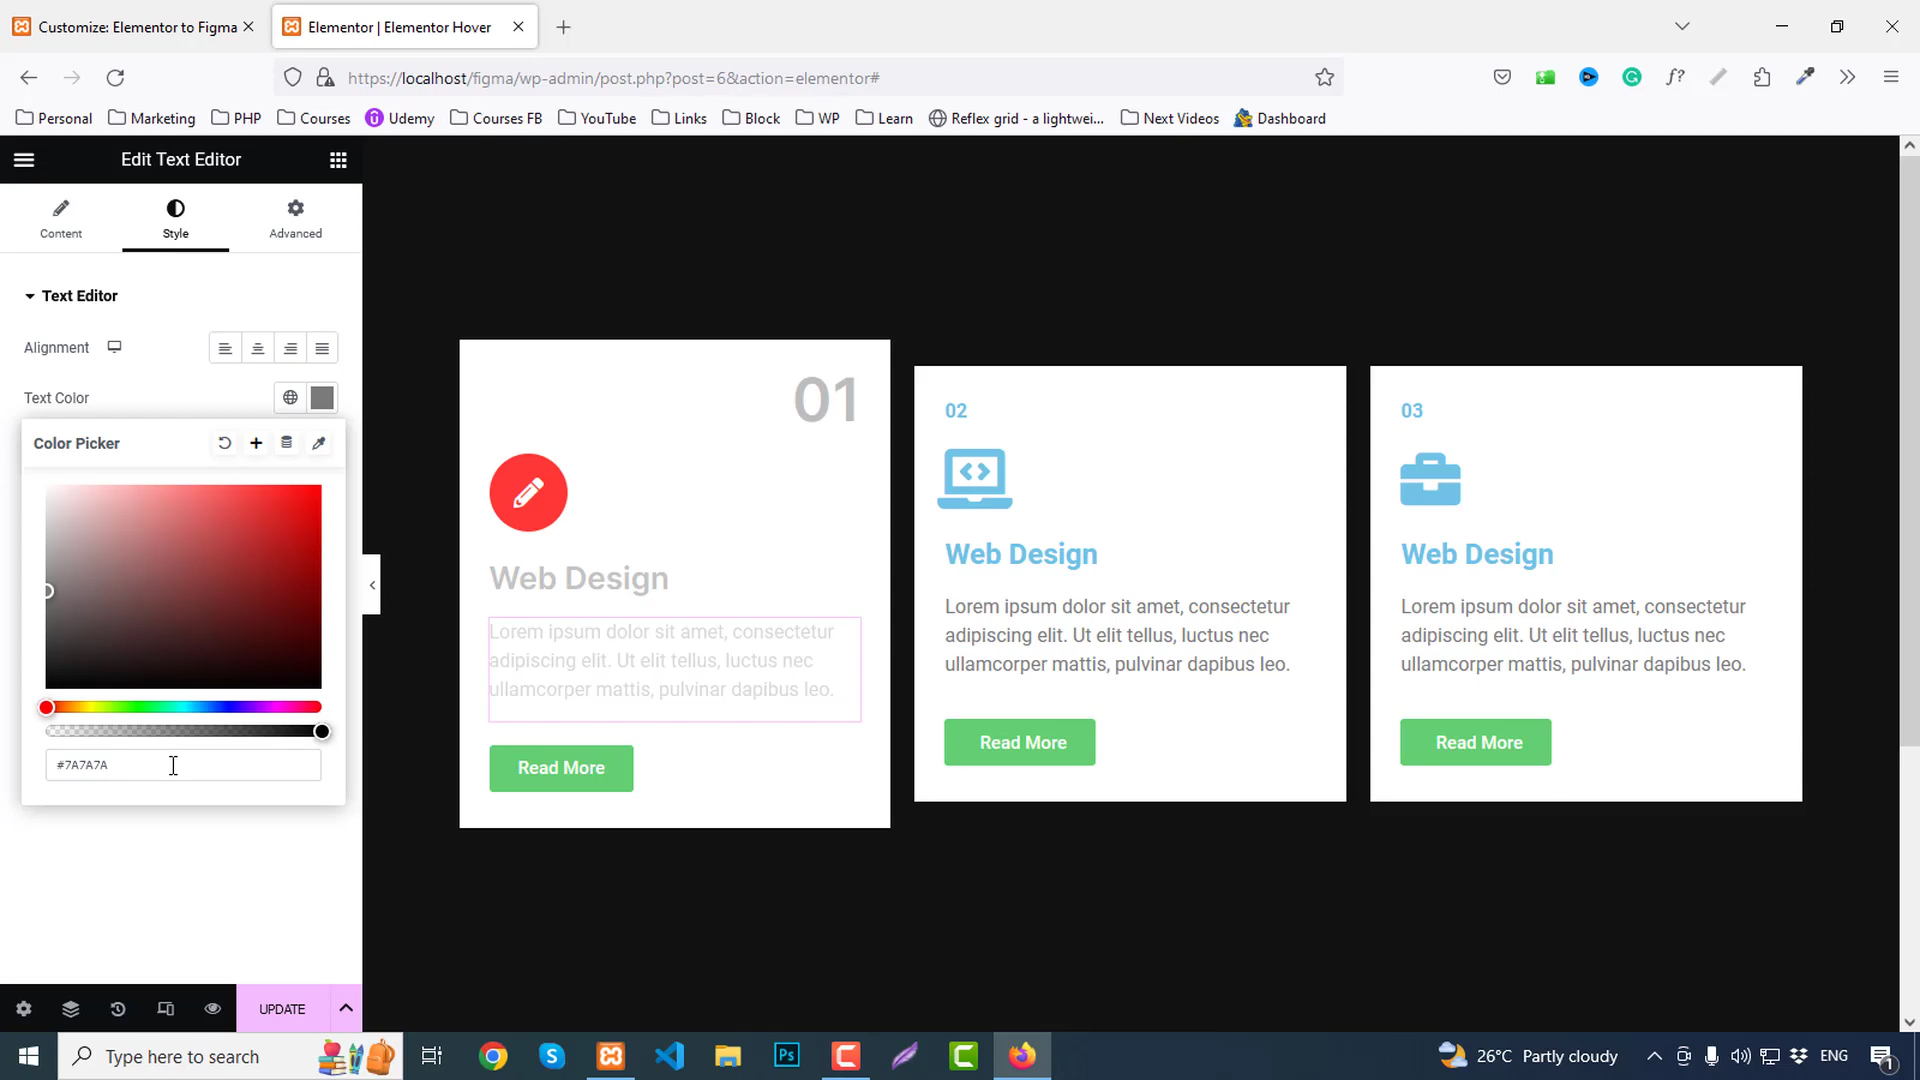 Customize: Elementor to Figma
Elementor | Elementor Hover
https://localhost/figma/wp-admin/post.php?post=6&action=elementor#
f?
Personal
Marketing
PHP
Courses
Udemy
Courses FB
YouTube
Links
Block
WP
Learn
Reflex grid - a lightwei...
Next Videos
Dashboard
Edit Text Editor
Content
Style
Advanced
Text Editor
Alignment
Text Color
Color Picker
#7A7A7A
UPDATE
01
Web Design
Lorem ipsum dolor sit amet, consectetur
adipiscing elit. Ut elit tellus, luctus nec
ullamcorper mattis, pulvinar dapibus leo.
Read More
02
Web Design
Lorem ipsum dolor sit amet, consectetur
adipiscing elit. Ut elit tellus, luctus nec
ullamcorper mattis, pulvinar dapibus leo.
Read More
03
Web Design
Lorem ipsum dolor sit amet, consectetur
adipiscing elit. Ut elit tellus, luctus nec
ullamcorper mattis, pulvinar dapibus leo.
Read More
Type here to search
Ps
26°C Partly cloudy
ENG
1